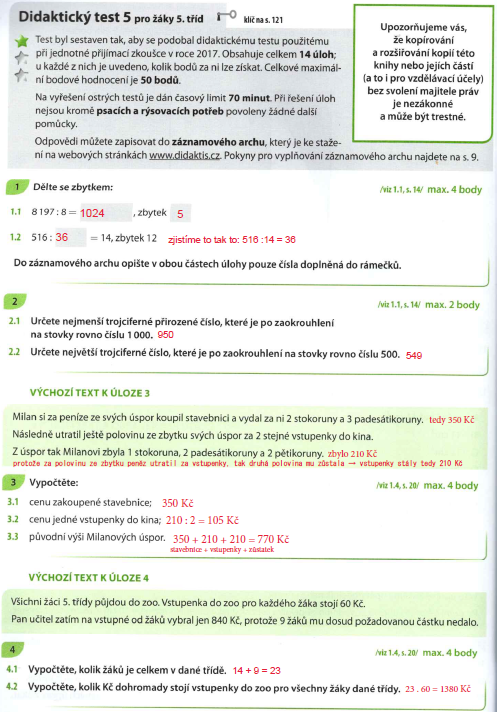 Didaktický test 5 pro žáky 5. tříd klíč na s. 121
Test byl sestaven tak, aby se podobal didaktickému testu použitému
při jednotné přijímací zkoušce v roce 2017. Obsahuje celkem 14 úloh;
u každé z nich je uvedeno, kolik bodů za ni lze získat. Celkové maximál-
ní bodové hodnocení je 50 bodů.
Na vyřešení ostrých testů je dán časový limit 70 minut. Při řešení úloh
nejsou kromě psacích a rýsovacích potřeb povoleny žádné další
pomůcky.
Odpovědi můžete zapisovat do záznamového archu, který je ke staže-
ní na webových stránkách www.didaktis.cz. Pokyny pro vyplňování záznamového archu najdete na s. 9.
Upozorňujeme vás,
že kopírování
a rozšiřování kopií této
knihy nebo jejích částí
(a to i pro vzdělávací účely)
bez svolení majitele práv
je nezákonné
a může být trestné.
1 Dělte se zbytkem: /viz 1.1, s. 14/ max. 4 body
1.1 8 197 : 8 = 1024 , zbytek 5
1.2 516 : 36 = 14, zbytek 12 zjistíme to tak to: 516 :14 = 36
Do záznamového archu opište v obou částech úlohy pouze čísla doplněná do rámečků.
2 /viz 1.1, s. 14/ max. 2 body
2.1 Určete nejmenší trojciferné přirozené číslo, které je po zaokrouhlení
na stovky rovno číslu 1 000. 950
2.2 Určete největší trojciferné číslo, které je po zaokrouhlení na stovky rovno číslu 500. 549
VÝCHOZÍ TEXT K ÚLOZE 3
Milan si za peníze ze svých úspor koupil stavebnici a vydal za ni 2 stokoruny a 3 padesátikoruny. tedy 350 Kč
Následně utratil ještě polovinu ze zbytku svých úspor za 2 stejné vstupenky do kina.
Z úspor tak Milanovi zbyla 1 stokoruna, 2 padesátikoruny a 2 pětikoruny. zbylo 210 Kč
protože za polovinu ze zbytku peněz utratil za vstupenky, tak druhá polovina mu zůstala → vstupenky stály tedy 210 Kč
3 Vypočtěte: /viz 1.4, s. 20/ max. 4 body
3.1 cenu zakoupené stavebnice; 350 Kč
3.2 cenu jedné vstupenky do kina; 210 : 2 = 105 Kč
3.3 původní výši Milanových úspor. 350 + 210 + 210 = 770 Kč
stavebnice + vstupenky + zůstatek
VÝCHOZÍ TEXT K ÚLOZE 4
Všichni žáci 5. třídy půjdou do zoo. Vstupenka do zoo pro každého žáka stojí 60 Kč.
Pan učitel zatím na vstupné od žáků vybral jen 840 Kč, protože 9 žáků mu dosud požadovanou částku nedalo.
4 /viz 1.4, s. 20/ max. 4 body
4.1 Vypočtěte, kolik žáků je celkem v dané třídě. 14 + 9 = 23
4.2 Vypočtěte, kolik Kč dohromady stojí vstupenky do zoo pro všechny žáky dané třídy. 23 . 60 = 1380 Kč